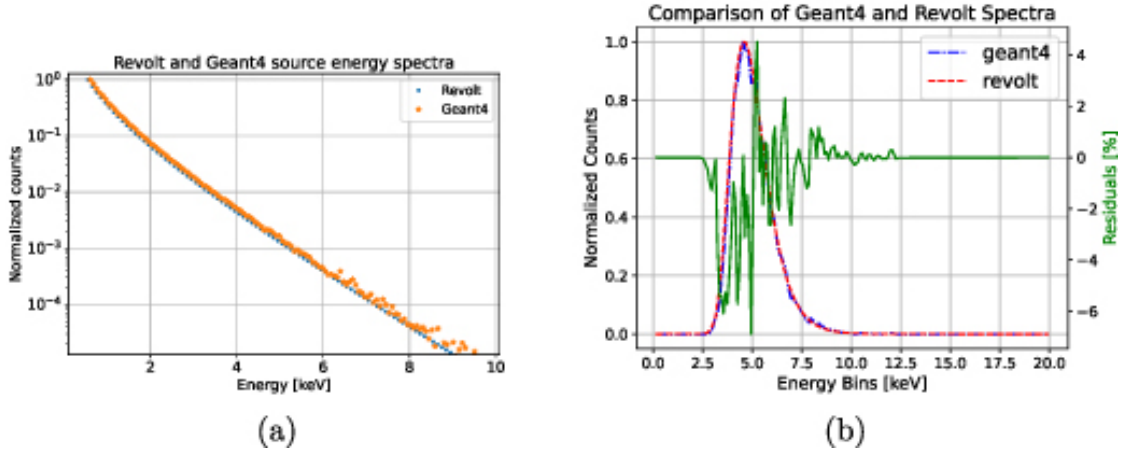 Revolt and Geant4 source energy spectra
Normalized counts
10⁰
10⁻¹
10⁻²
10⁻³
10⁻⁴
Revolt
Geant4
2
4
6
8
10
Energy [keV]
(a)
Comparison of Geant4 and Revolt Spectra
Normalized Counts
1.0
0.8
0.6
0.4
0.2
0.0
geant4
revolt
4
2
0
−2
−4
−6
Residuals [%]
0.0
2.5
5.0
7.5
10.0
12.5
15.0
17.5
20.0
Energy Bins [keV]
(b)